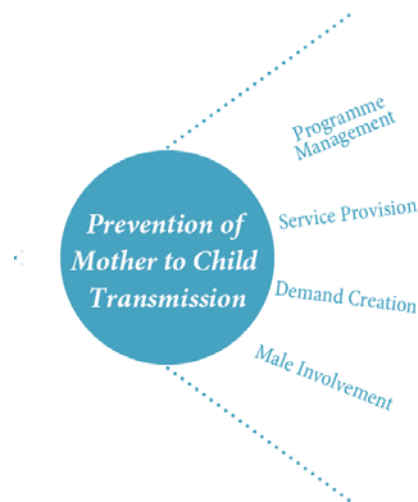 Programme
Management
Service Provision
Prevention of
Mother to Child
Transmission
Demand Creation
Male Involvement